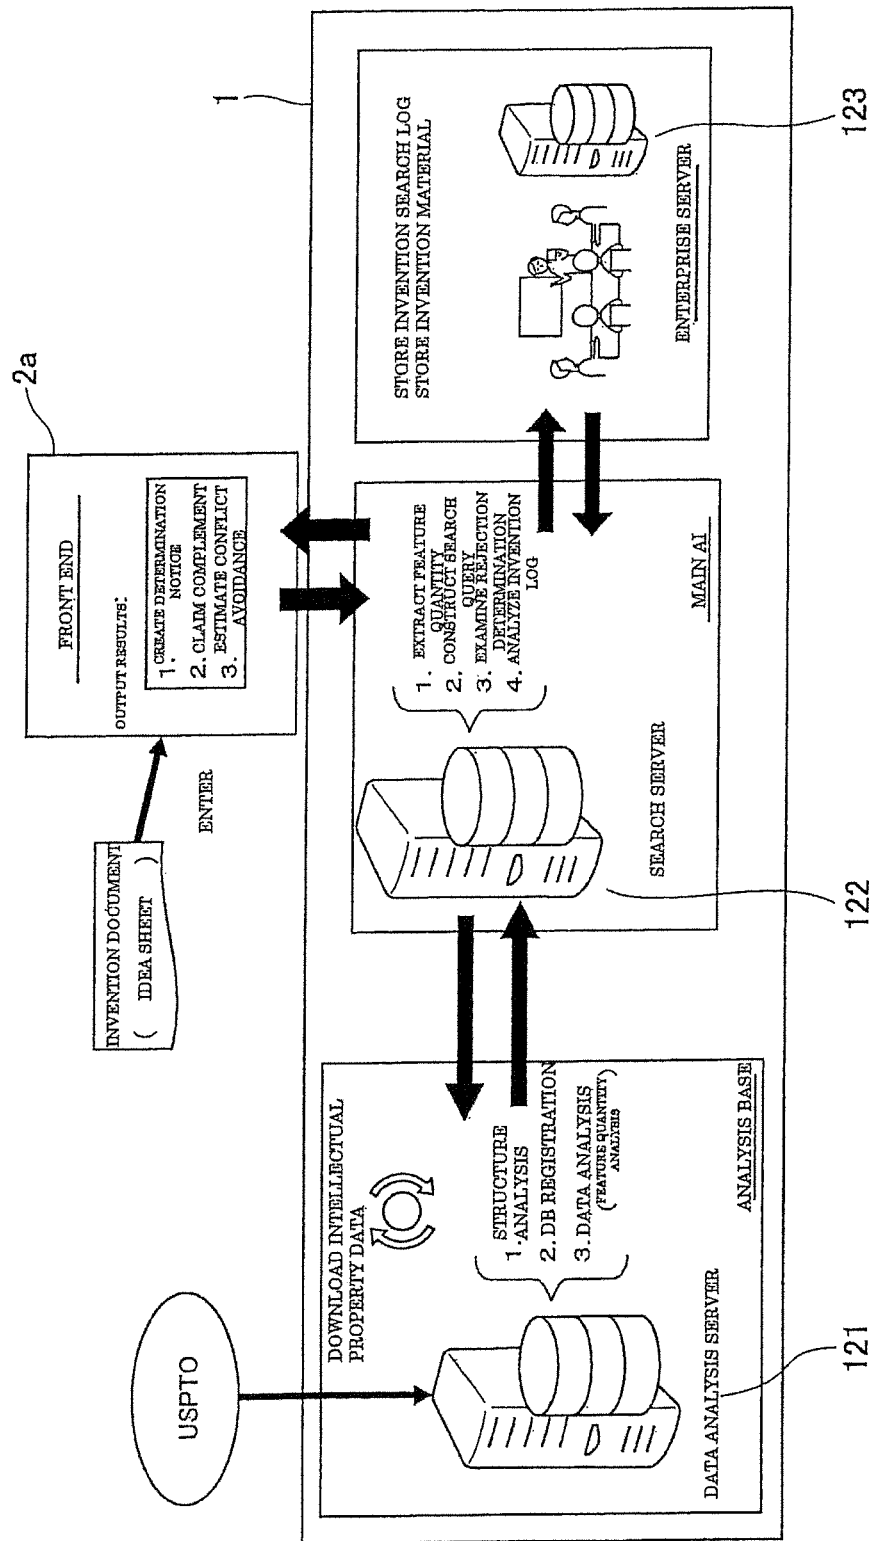 USPTO
DOWNLOAD INTELLECTUAL
PROPERTY DATA
1. STRUCTURE
ANALYSIS
2. DB REGISTRATION
3. DATA ANALYSIS
(FEATURE QUANTITY
ANALYSIS)
DATA ANALYSIS SERVER
ANALYSIS BASE
121
INVENTION DOCUMENT
( IDEA SHEET )
ENTER
FRONT END
OUTPUT RESULTS:
1. CREATE DETERMINATION
NOTICE
2. CLAIM COMPLEMENT
3. ESTIMATE CONFLICT
AVOIDANCE
2a
1
1. EXTRACT FEATURE
QUANTITY
2. CONSTRUCT SEARCH
QUERY
3. EXAMINE REJECTION
DETERMINATION
4. ANALYZE INVENTION
LOG
SEARCH SERVER
MAIN AI
122
STORE INVENTION SEARCH LOG
STORE INVENTION MATERIAL
ENTERPRISE SERVER
123